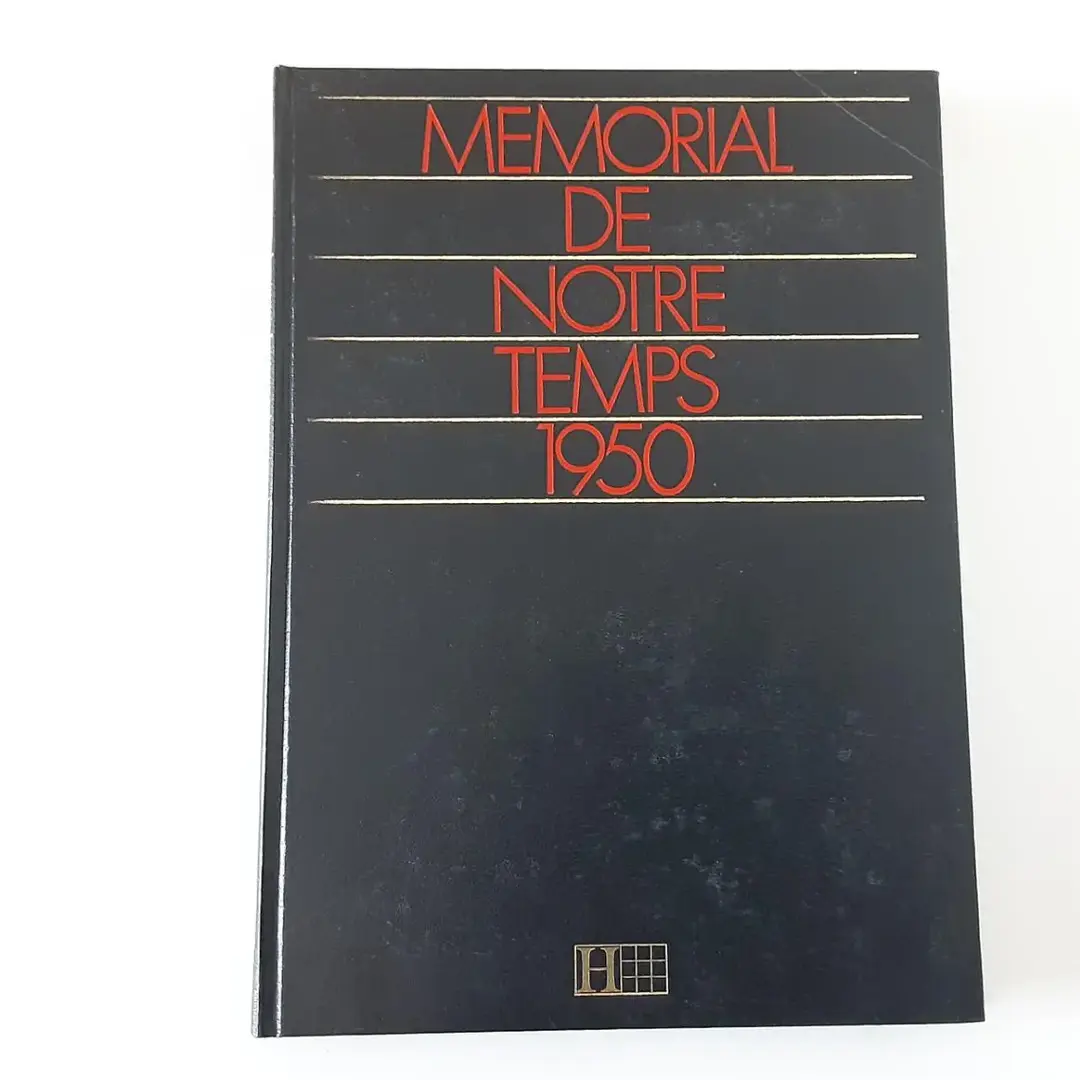 MEMORIAL
DE
NOTRE
TEMPS
1950
H